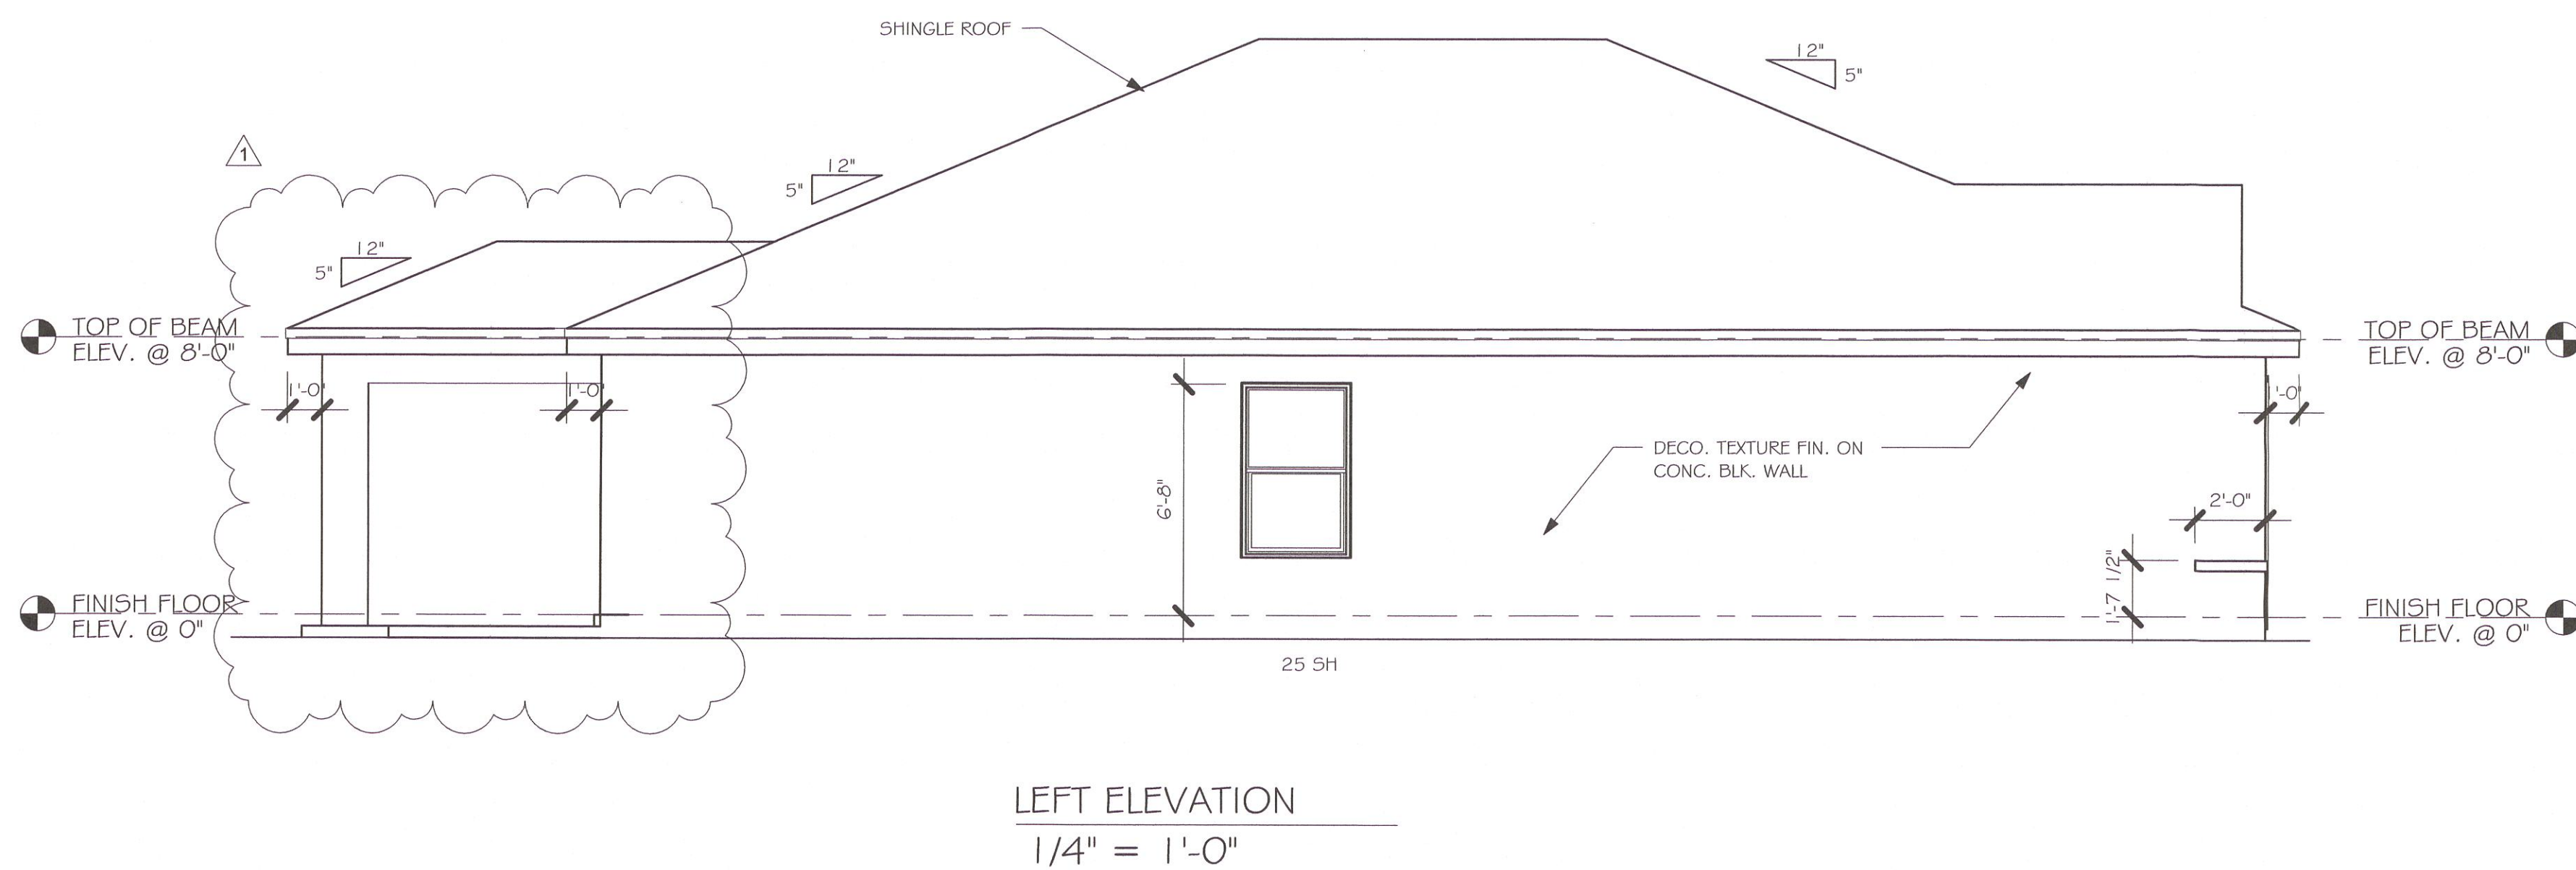 SHINGLE ROOF
12"
5"
1
12"
5"
12"
5"
TOP OF BEAM
ELEV. @ 8'-0"
TOP OF BEAM
ELEV. @ 8'-0"
1'-0"
1'-0"
1'-0"
DECO. TEXTURE FIN. ON
CONC. BLK. WALL
6'-8"
2'-0"
1'-7 1/2"
FINISH FLOOR
ELEV. @ 0"
FINISH FLOOR
ELEV. @ 0"
25 SH
LEFT ELEVATION
1/4" = 1'-0"